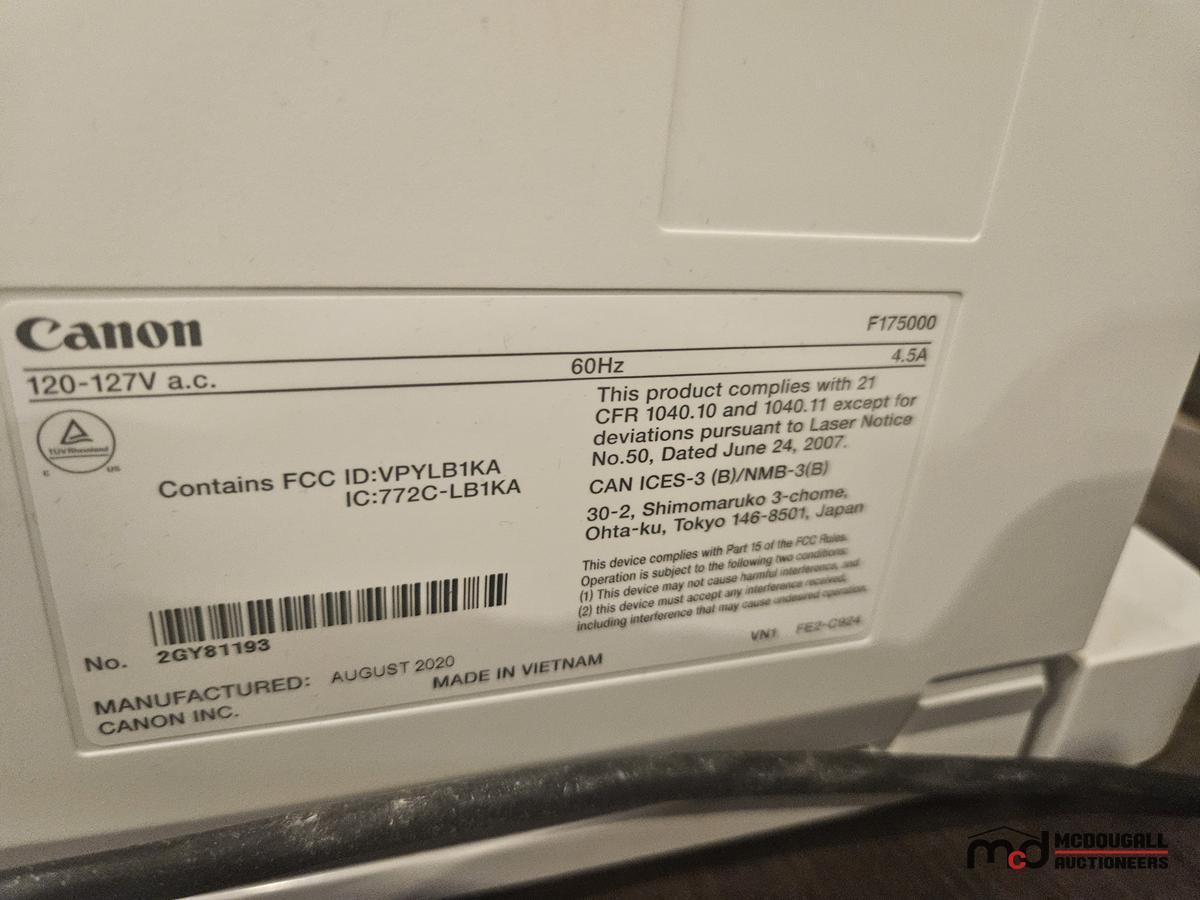 Canon
F175000
120-127V a.c.
60Hz
4.5A
TÜVRheinland
C US
Contains FCC ID:VPYLB1KA
IC:772C-LB1KA
This product complies with 21
CFR 1040.10 and 1040.11 except for
deviations pursuant to Laser Notice
No.50, Dated June 24, 2007.
CAN ICES-3 (B)/NMB-3(B)
30-2, Shimomaruko 3-chome,
Ohta-ku, Tokyo 146-8501, Japan
This device complies with Part 15 of the FCC Rules.
Operation is subject to the following two conditions:
(1) This device may not cause harmful interference, and
(2) this device must accept any interference received,
including interference that may cause undesired operation.
VN1 FE2-C924
No. 2GY81193
MANUFACTURED: AUGUST 2020
CANON INC. MADE IN VIETNAM
mcd MCDOUGALL
AUCTIONEERS